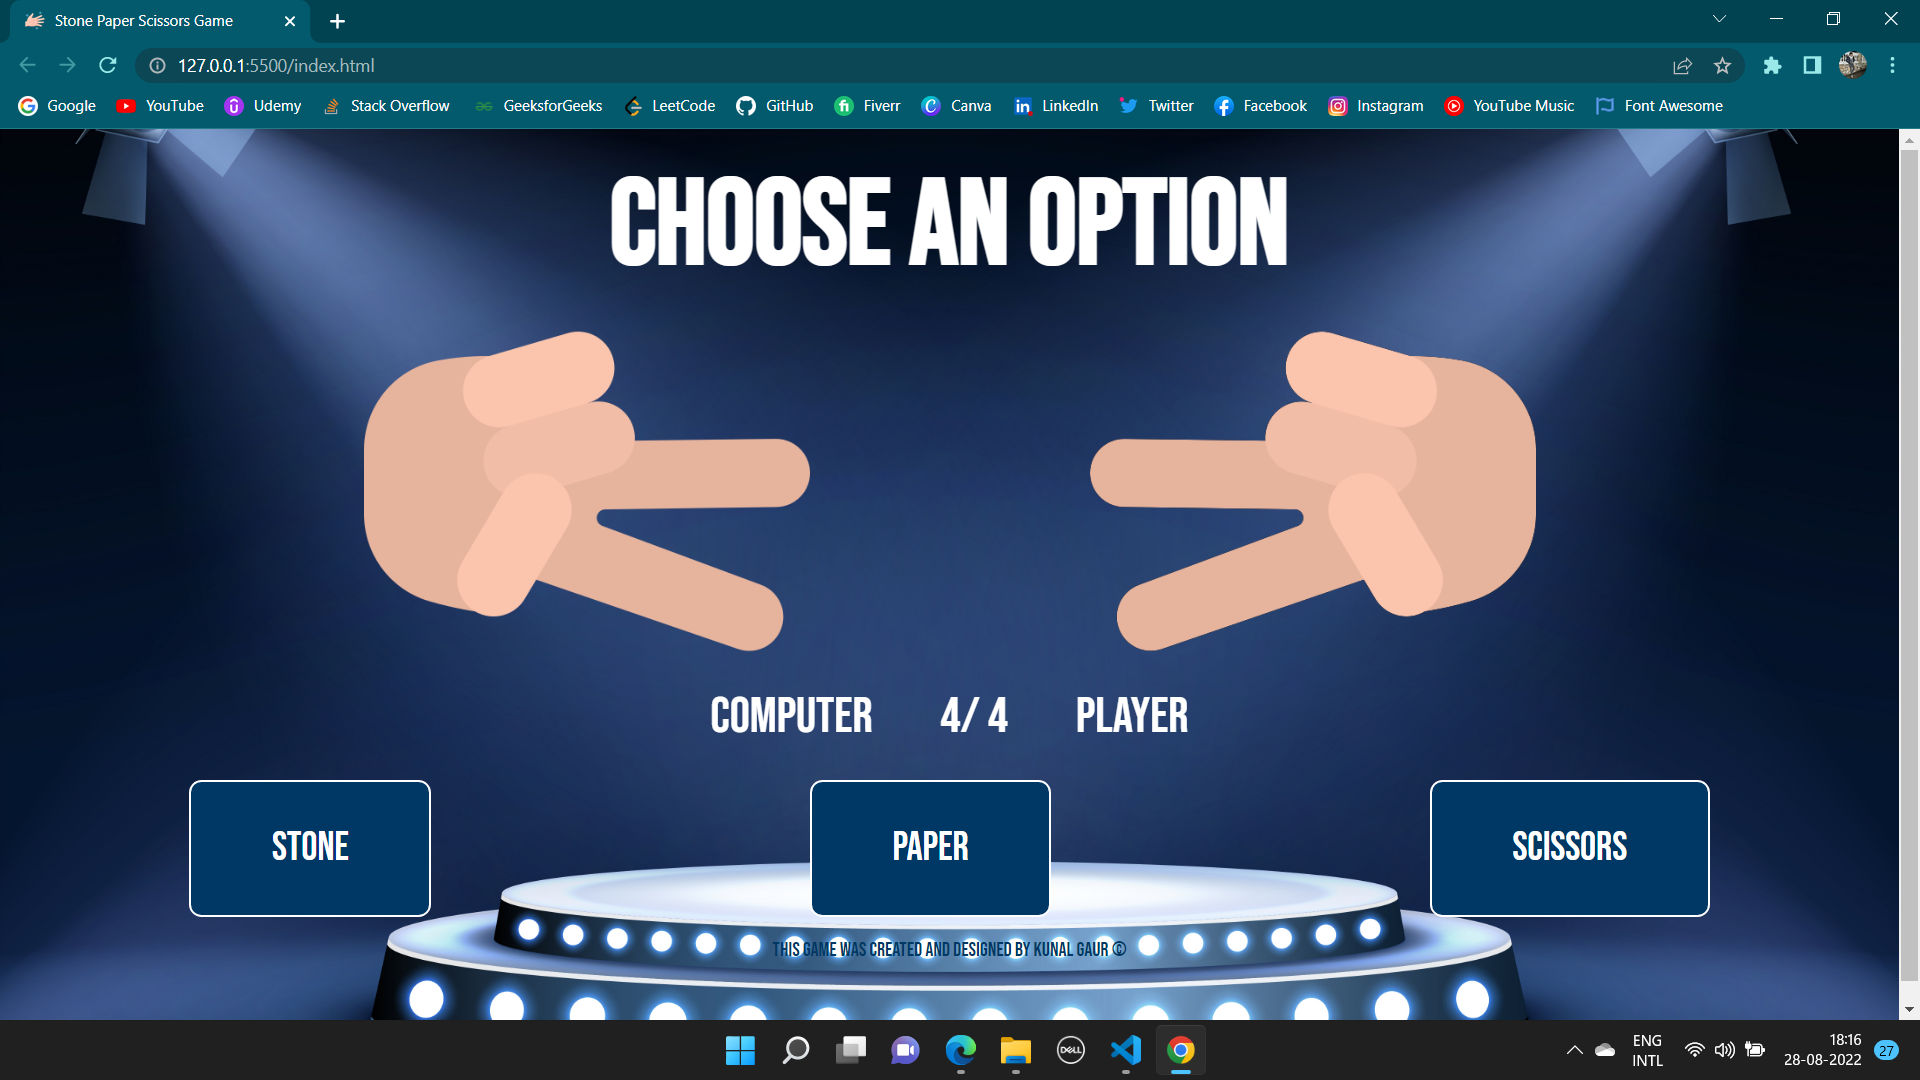 Stone Paper Scissors Game
127.0.0.1:5500/index.html
Google YouTube Udemy Stack Overflow GeeksforGeeks LeetCode GitHub Fiverr Canva LinkedIn Twitter Facebook Instagram YouTube Music Font Awesome
CHOOSE AN OPTION
COMPUTER 4/ 4 PLAYER
STONE PAPER SCISSORS
THIS GAME WAS CREATED AND DESIGNED BY KUNAL GAUR ©
DELL
ENG
INTL
18:16
28-08-2022
27